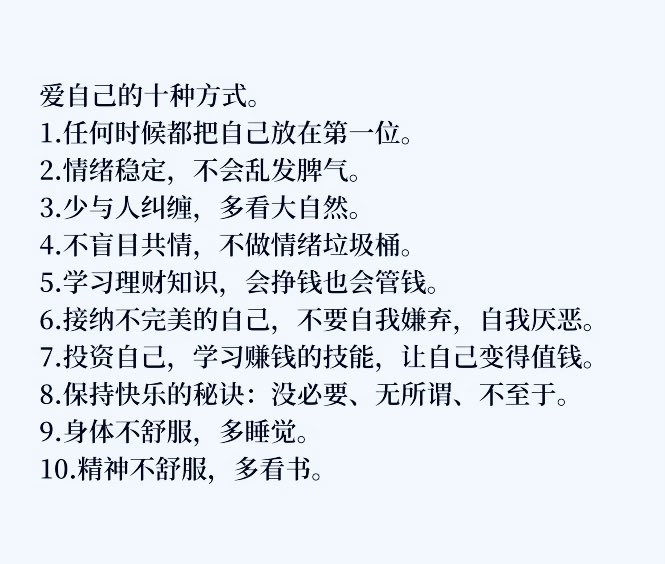 爱自己的十种方式。
1.任何时候都把自己放在第一位。
2.情绪稳定，不会乱发脾气。
3.少与人纠缠，多看大自然。
4.不盲目共情，不做情绪垃圾桶。
5.学习理财知识，会挣钱也会管钱。
6.接纳不完美的自己，不要自我嫌弃，自我厌恶。
7.投资自己，学习赚钱的技能，让自己变得值钱。
8.保持快乐的秘诀：没必要、无所谓、不至于。
9.身体不舒服，多睡觉。
10.精神不舒服，多看书。